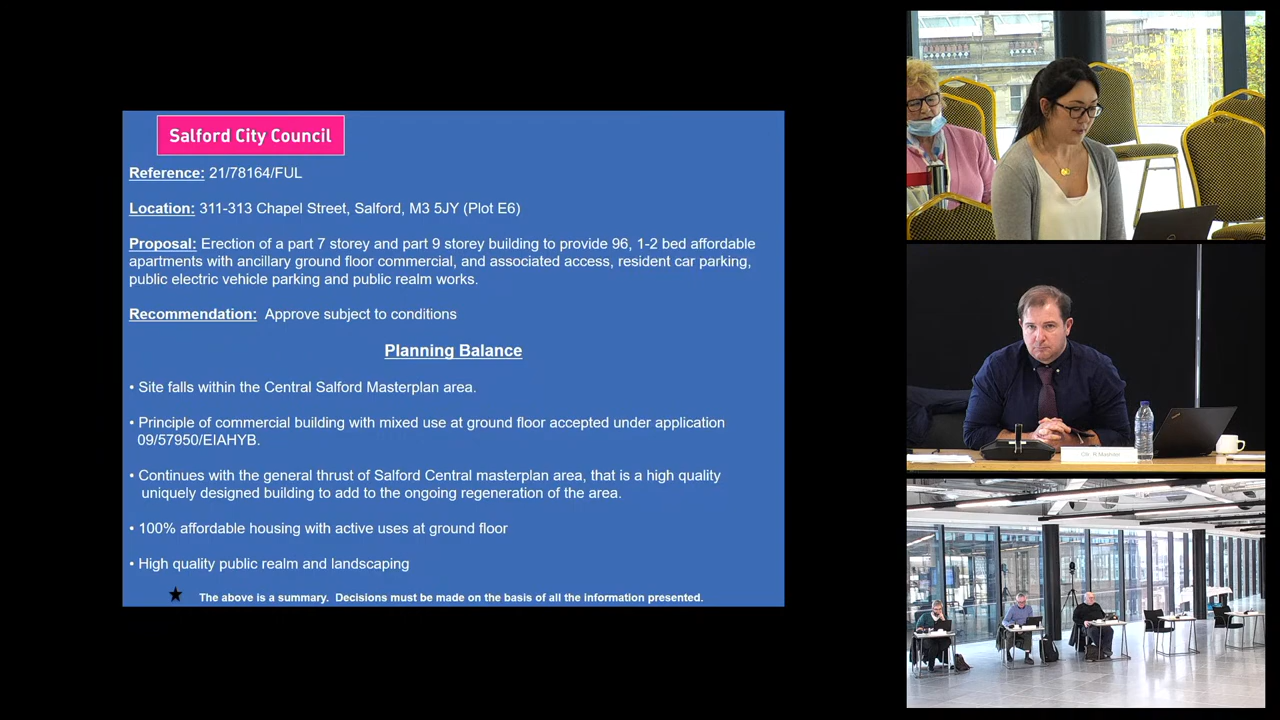 Salford City Council
Reference: 21/78164/FUL
Location: 311-313 Chapel Street, Salford, M3 5JY (Plot E6)
Proposal: Erection of a part 7 storey and part 9 storey building to provide 96, 1-2 bed affordable
apartments with ancillary ground floor commercial, and associated access, resident car parking,
public electric vehicle parking and public realm works.
Recommendation: Approve subject to conditions
Planning Balance
• Site falls within the Central Salford Masterplan area.
• Principle of commercial building with mixed use at ground floor accepted under application
09/57950/EIAHYB.
• Continues with the general thrust of Salford Central masterplan area, that is a high quality
uniquely designed building to add to the ongoing regeneration of the area.
• 100% affordable housing with active uses at ground floor
• High quality public realm and landscaping
★ The above is a summary. Decisions must be made on the basis of all the information presented.